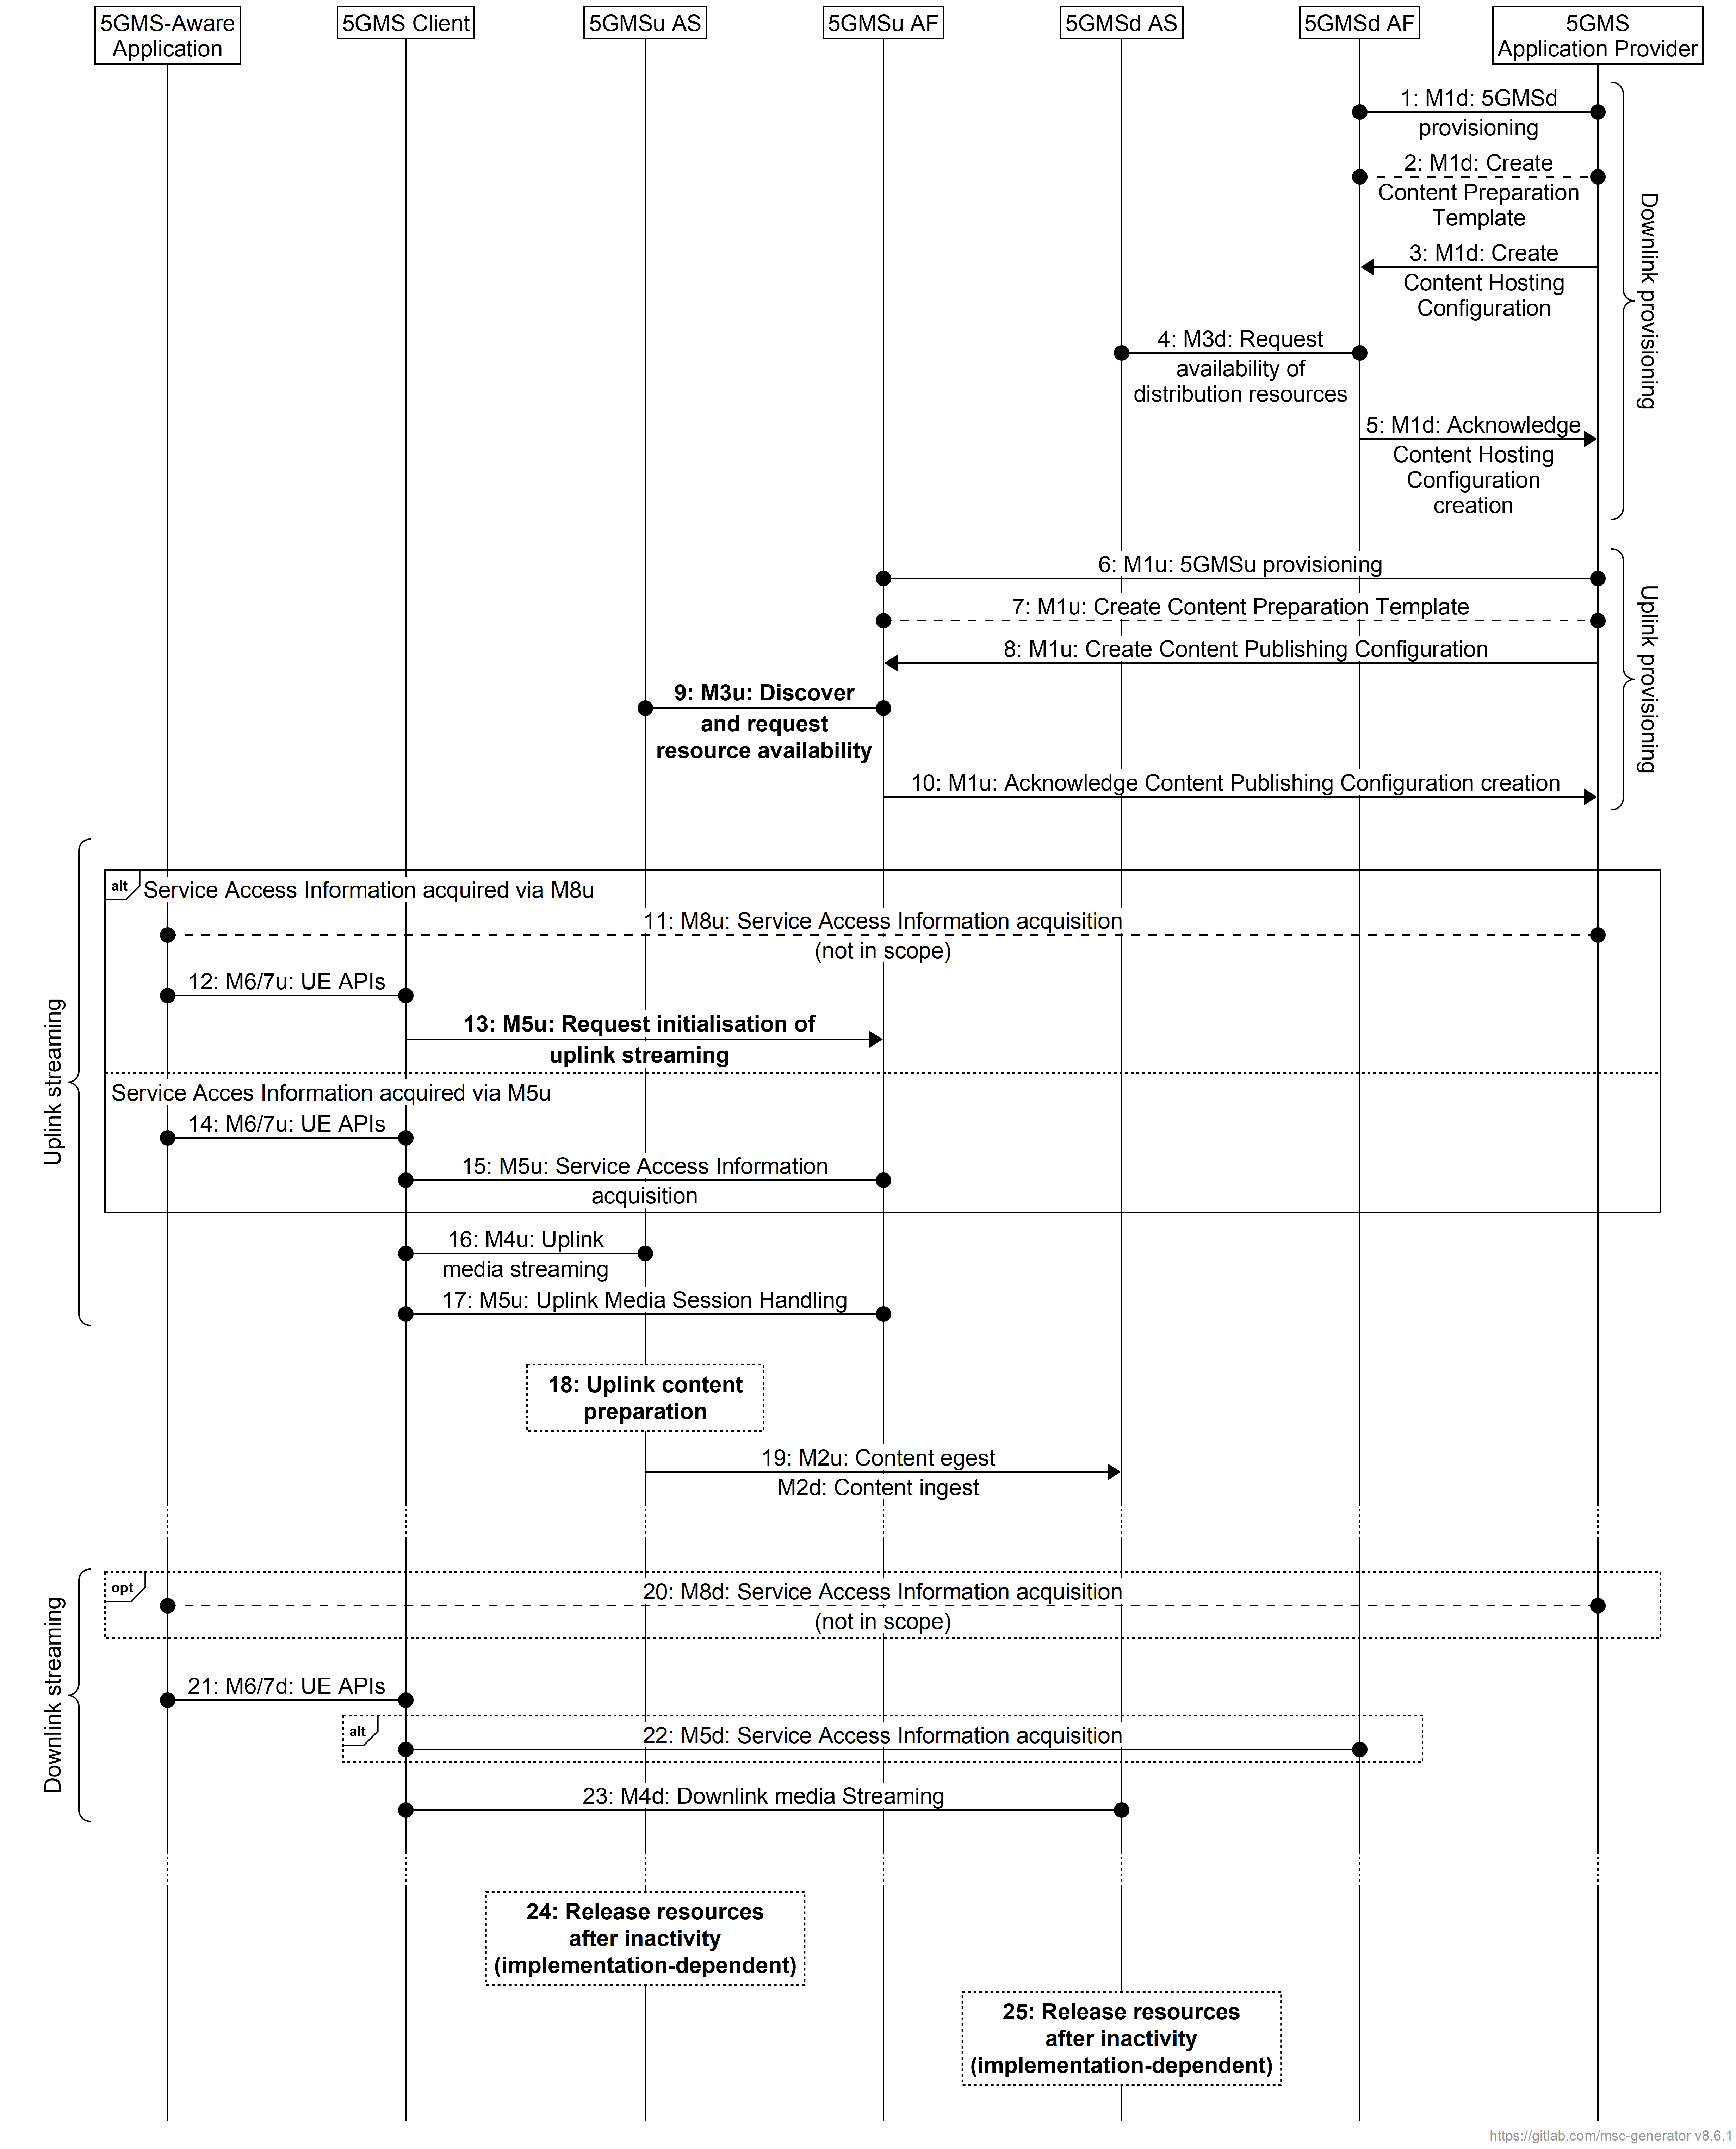 5GMS-Aware
Application
5GMS Client
5GMSu AS
5GMSu AF
5GMSd AS
5GMSd AF
5GMS
Application Provider
1: M1d: 5GMSd
provisioning
2: M1d: Create
Content Preparation
Template
3: M1d: Create
Content Hosting
Configuration
4: M3d: Request
availability of
distribution resources
5: M1d: Acknowledge
Content Hosting
Configuration
creation
Downlink provisioning
6: M1u: 5GMSu provisioning
7: M1u: Create Content Preparation Template
8: M1u: Create Content Publishing Configuration
9: M3u: Discover
and request
resource availability
10: M1u: Acknowledge Content Publishing Configuration creation
Uplink provisioning
Uplink streaming
alt
Service Access Information acquired via M8u
11: M8u: Service Access Information acquisition
(not in scope)
12: M6/7u: UE APIs
13: M5u: Request initialisation of
uplink streaming
Service Acces Information acquired via M5u
14: M6/7u: UE APIs
15: M5u: Service Access Information
acquisition
16: M4u: Uplink
media streaming
17: M5u: Uplink Media Session Handling
18: Uplink content
preparation
19: M2u: Content egest
M2d: Content ingest
Downlink streaming
opt
20: M8d: Service Access Information acquisition
(not in scope)
21: M6/7d: UE APIs
alt
22: M5d: Service Access Information acquisition
23: M4d: Downlink media Streaming
24: Release resources
after inactivity
(implementation-dependent)
25: Release resources
after inactivity
(implementation-dependent)
https://gitlab.com/msc-generator v8.6.1